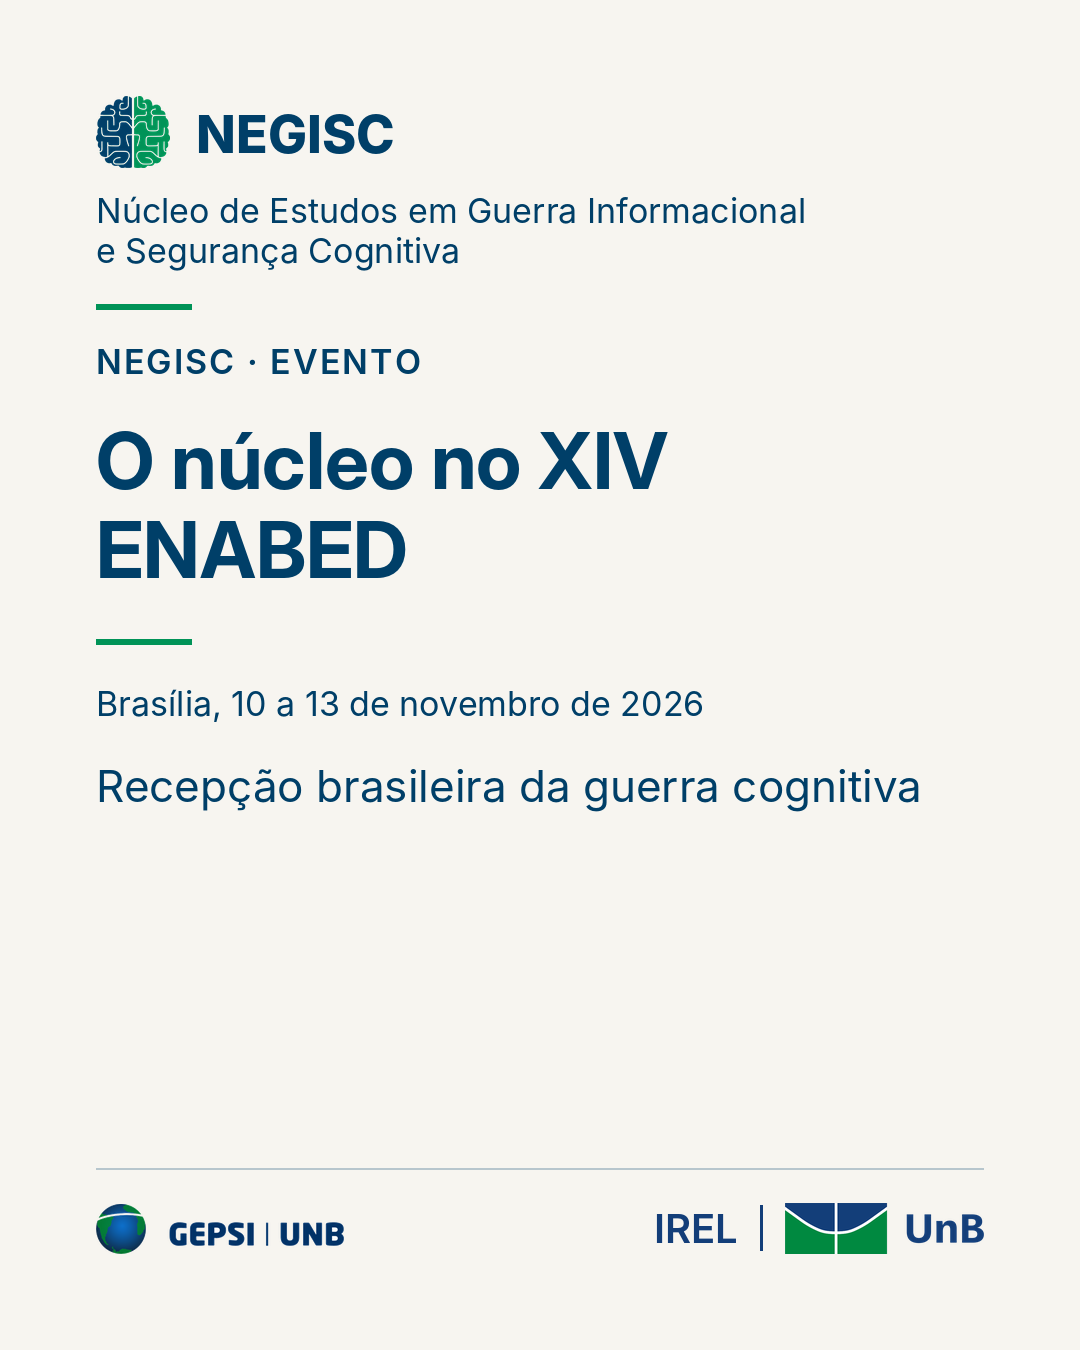 NEGISC
Núcleo de Estudos em Guerra Informacional
e Segurança Cognitiva
NEGISC · EVENTO
O núcleo no XIV
ENABED
Brasília, 10 a 13 de novembro de 2026
Recepção brasileira da guerra cognitiva
GEPSI | UNB
IREL | UnB